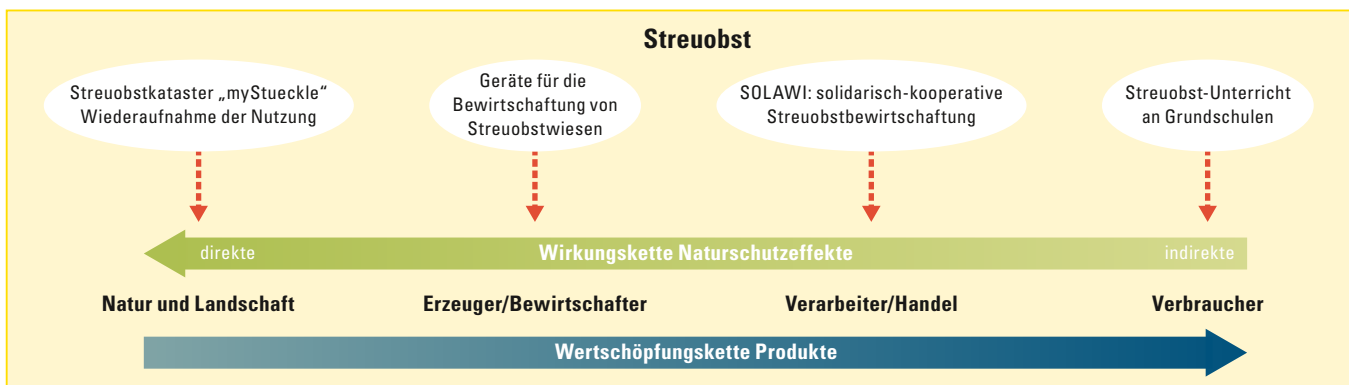 Streuobst
Streuobstkataster „myStueckle“
Wiederaufnahme der Nutzung
Geräte für die
Bewirtschaftung von
Streuobstwiesen
SOLAWI: solidarisch-kooperative
Streuobstbewirtschaftung
Streuobst-Unterricht
an Grundschulen
direkte
Wirkungskette Naturschutzeffekte
indirekte
Natur und Landschaft
Erzeuger/Bewirtschafter
Verarbeiter/Handel
Verbraucher
Wertschöpfungskette Produkte